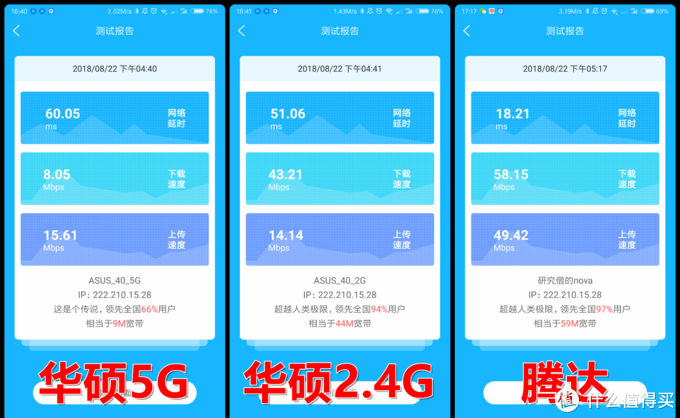 16:40
2.02M/s
76%
测试报告
2018/08/22 下午04:40
60.05
ms
网络
延时
8.05
Mbps
下载
速度
15.61
Mbps
上传
速度
ASUS_40_5G
IP：222.210.15.28
这是个传说，领先全国66%用户
相当于9M宽带
华硕5G
16:41
1.43M/s
76%
测试报告
2018/08/22 下午04:41
51.06
ms
网络
延时
43.21
Mbps
下载
速度
14.14
Mbps
上传
速度
ASUS_40_2G
IP：222.210.15.28
超越人类极限，领先全国94%用户
相当于44M宽带
华硕2.4G
17:17
3.19M/s
69%
测试报告
2018/08/22 下午05:17
18.21
ms
网络
延时
58.15
Mbps
下载
速度
49.42
Mbps
上传
速度
研究僧的nova
IP：222.210.15.28
超越人类极限，领先全国97%用户
相当于59M宽带
腾达
值 什么值得买